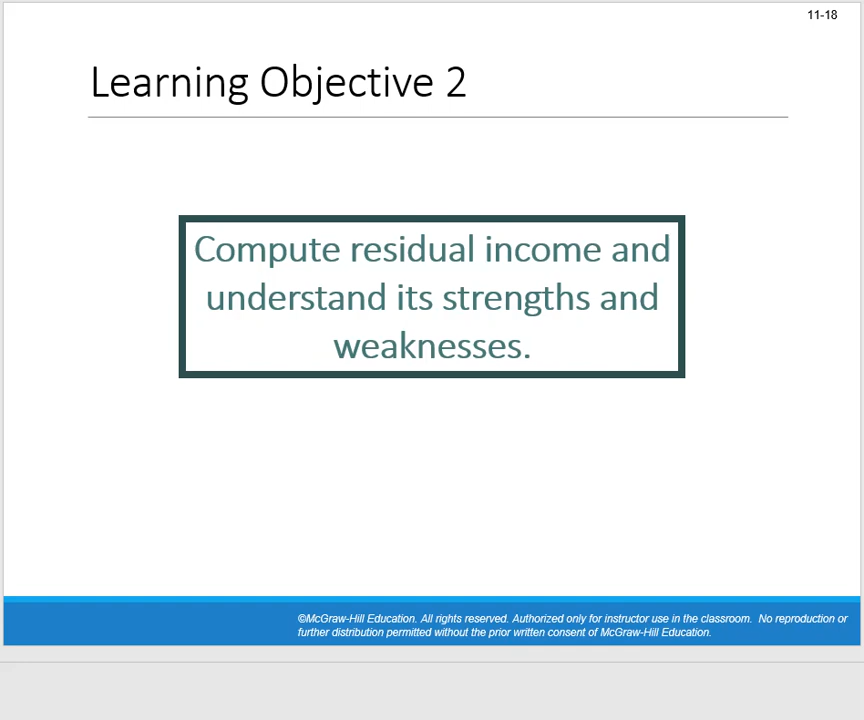 11-18
Learning Objective 2
Compute residual income and
understand its strengths and
weaknesses.
©McGraw-Hill Education. All rights reserved. Authorized only for instructor use in the classroom.  No reproduction or
further distribution permitted without the prior written consent of McGraw-Hill Education.